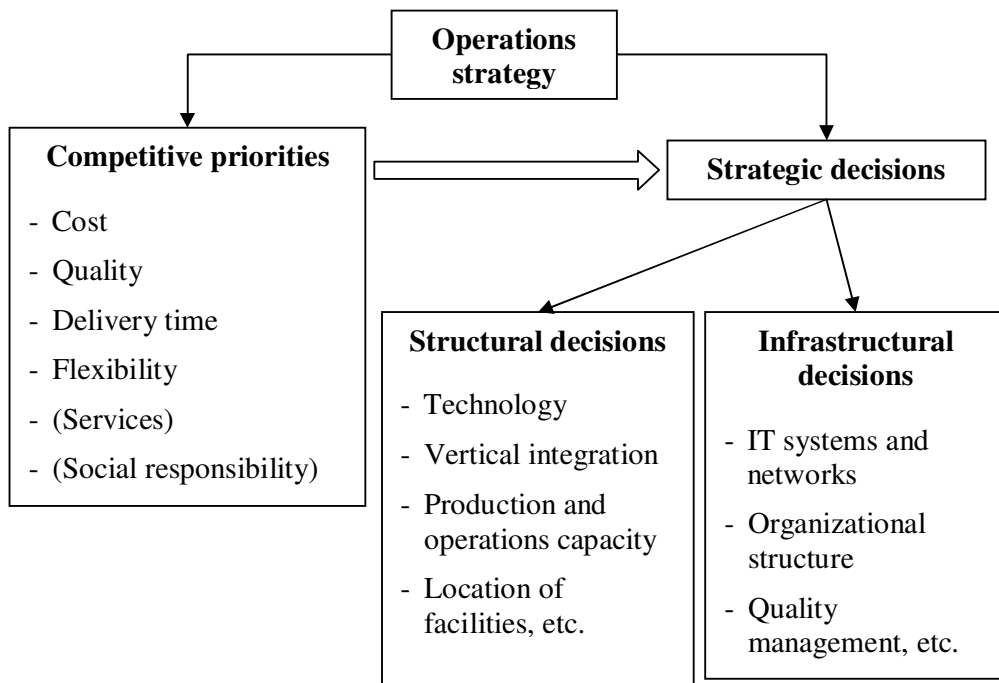 Operations
strategy
Competitive priorities
- Cost
- Quality
- Delivery time
- Flexibility
- (Services)
- (Social responsibility)
Strategic decisions
Structural decisions
- Technology
- Vertical integration
- Production and
operations capacity
- Location of
facilities, etc.
Infrastructural
decisions
- IT systems and
networks
- Organizational
structure
- Quality
management, etc.